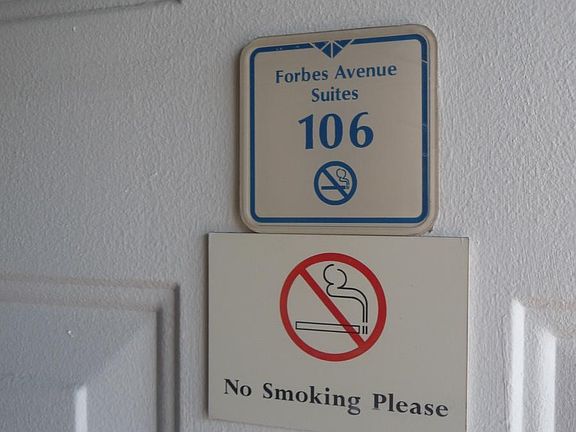 Forbes Avenue
Suites
106
No Smoking Please